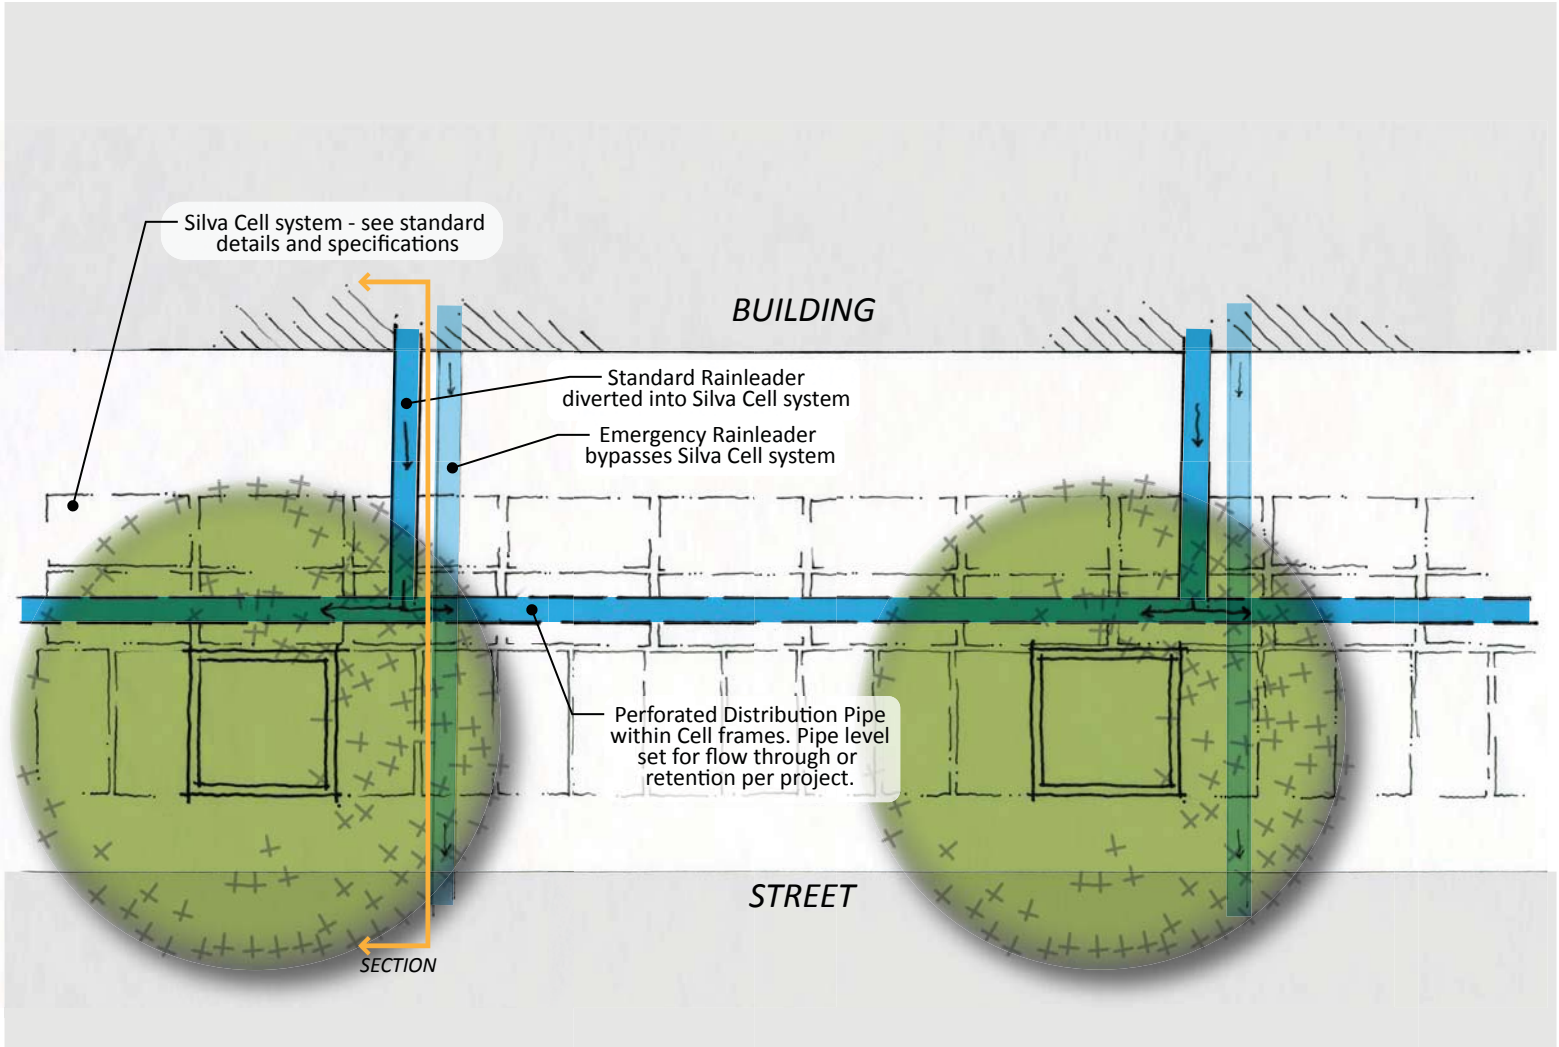 Silva Cell system - see standard
details and specifications
BUILDING
Standard Rainleader
diverted into Silva Cell system
Emergency Rainleader
bypasses Silva Cell system
Perforated Distribution Pipe
within Cell frames. Pipe level
set for flow through or
retention per project.
STREET
SECTION